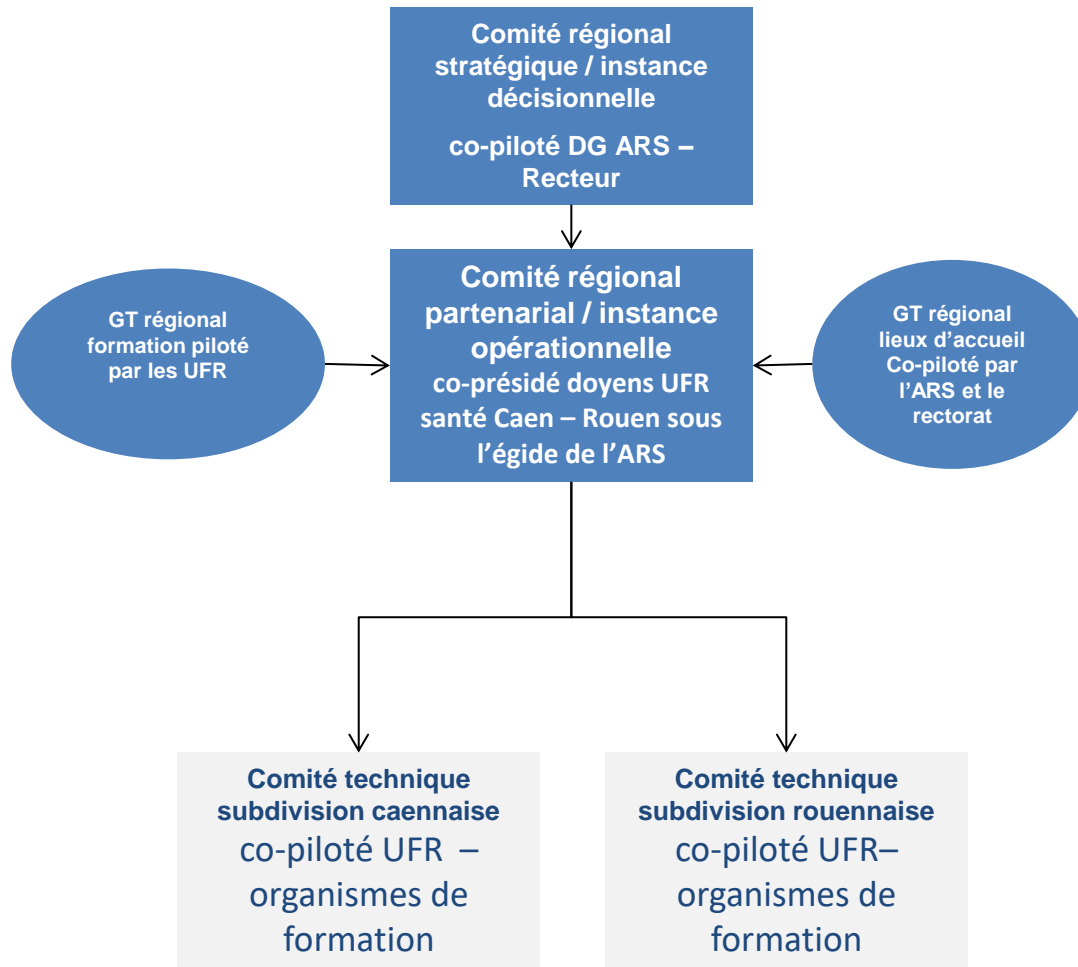 Comité régional
stratégique / instance
décisionnelle
co-piloté DG ARS –
Recteur
GT régional
formation piloté
par les UFR
Comité régional
partenarial / instance
opérationnelle
co-présidé doyens UFR
santé Caen – Rouen sous
l’égide de l’ARS
GT régional
lieux d’accueil
Co-piloté par
l’ARS et le
rectorat
Comité technique
subdivision caennaise
co-piloté UFR –
organismes de
formation
Comité technique
subdivision rouennaise
co-piloté UFR–
organismes de
formation